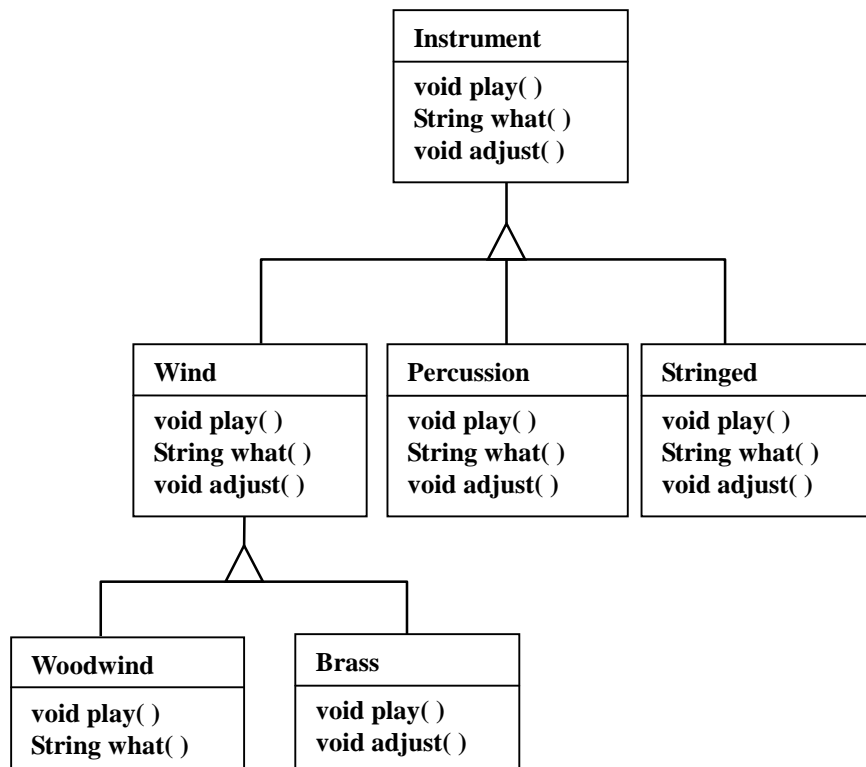 Instrument
void play( )
String what( )
void adjust( )
Wind
void play( )
String what( )
void adjust( )
Percussion
void play( )
String what( )
void adjust( )
Stringed
void play( )
String what( )
void adjust( )
Woodwind
void play( )
String what( )
Brass
void play( )
void adjust( )